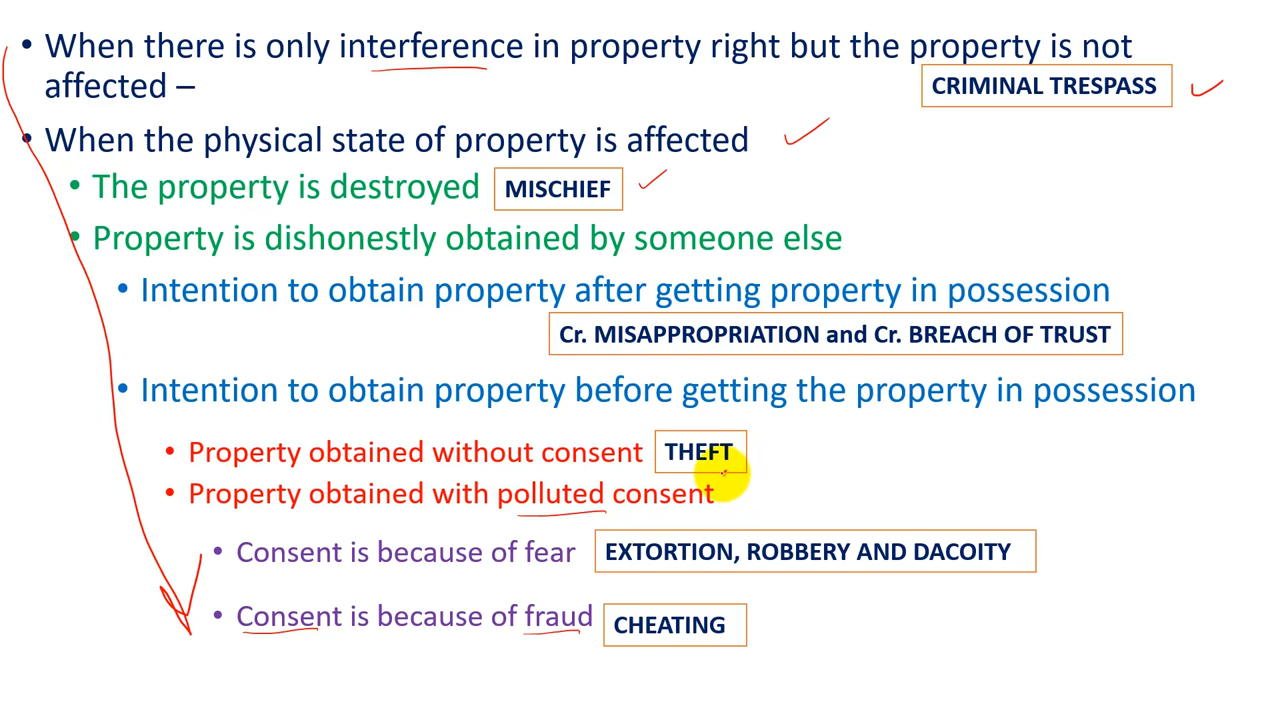 • When there is only interference in property right but the property is not
affected –
CRIMINAL TRESPASS
• When the physical state of property is affected
• The property is destroyed MISCHIEF
• Property is dishonestly obtained by someone else
• Intention to obtain property after getting property in possession
Cr. MISAPPROPRIATION and Cr. BREACH OF TRUST
• Intention to obtain property before getting the property in possession
• Property obtained without consent THEFT
• Property obtained with polluted consent
• Consent is because of fear EXTORTION, ROBBERY AND DACOITY
• Consent is because of fraud CHEATING